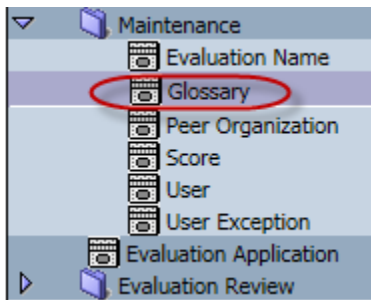 Maintenance
Evaluation Name
Glossary
Peer Organization
Score
User
User Exception
Evaluation Application
Evaluation Review